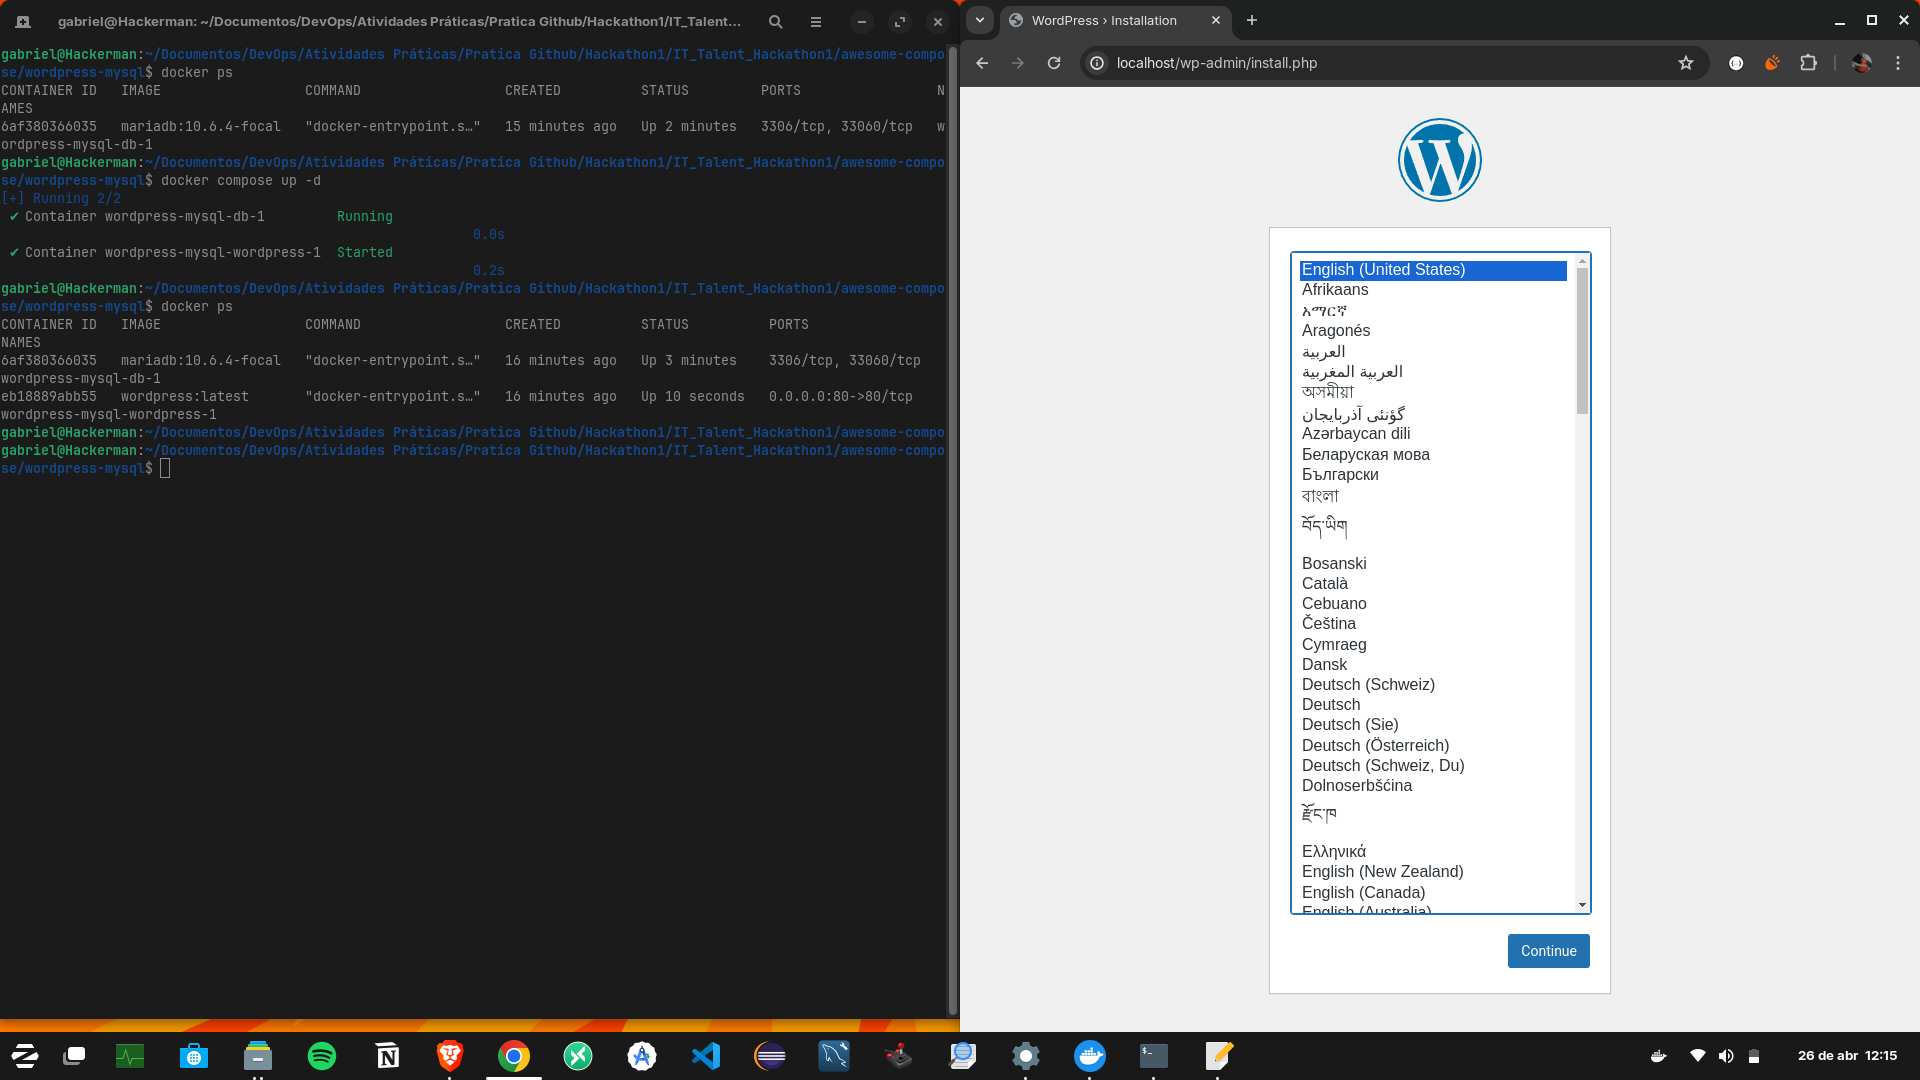 gabriel@Hackerman: ~/Documentos/DevOps/Atividades Práticas/Pratica Github/Hackathon1/IT_Talent…
gabriel@Hackerman:~/Documentos/DevOps/Atividades Práticas/Pratica Github/Hackathon1/IT_Talent_Hackathon1/awesome-compo
se/wordpress-mysql$ docker ps
CONTAINER ID   IMAGE                  COMMAND                  CREATED          STATUS         PORTS                 N
AMES
6af380366035   mariadb:10.6.4-focal   "docker-entrypoint.s…"   15 minutes ago   Up 2 minutes   3306/tcp, 33060/tcp   w
ordpress-mysql-db-1
gabriel@Hackerman:~/Documentos/DevOps/Atividades Práticas/Pratica Github/Hackathon1/IT_Talent_Hackathon1/awesome-compo
se/wordpress-mysql$ docker compose up -d
[+] Running 2/2
✔ Container wordpress-mysql-db-1         Running
0.0s
✔ Container wordpress-mysql-wordpress-1  Started
0.2s
gabriel@Hackerman:~/Documentos/DevOps/Atividades Práticas/Pratica Github/Hackathon1/IT_Talent_Hackathon1/awesome-compo
se/wordpress-mysql$ docker ps
CONTAINER ID   IMAGE                  COMMAND                  CREATED          STATUS          PORTS
NAMES
6af380366035   mariadb:10.6.4-focal   "docker-entrypoint.s…"   16 minutes ago   Up 3 minutes    3306/tcp, 33060/tcp
wordpress-mysql-db-1
eb18889abb55   wordpress:latest       "docker-entrypoint.s…"   16 minutes ago   Up 10 seconds   0.0.0.0:80->80/tcp
wordpress-mysql-wordpress-1
gabriel@Hackerman:~/Documentos/DevOps/Atividades Práticas/Pratica Github/Hackathon1/IT_Talent_Hackathon1/awesome-compo
gabriel@Hackerman:~/Documentos/DevOps/Atividades Práticas/Pratica Github/Hackathon1/IT_Talent_Hackathon1/awesome-compo
se/wordpress-mysql$
WordPress › Installation
localhost/wp-admin/install.php
English (United States)
Afrikaans
አማርኛ
Aragonés
العربية
العربية المغربية
অসমীয়া
گؤنئی آذربایجان
Azərbaycan dili
Беларуская мова
Български
বাংলা
བོད་ཡིག
Bosanski
Català
Cebuano
Čeština
Cymraeg
Dansk
Deutsch (Schweiz)
Deutsch
Deutsch (Sie)
Deutsch (Österreich)
Deutsch (Schweiz, Du)
Dolnoserbšćina
རྫོང་ཁ
Ελληνικά
English (New Zealand)
English (Canada)
English (Australia)
Continue
26 de abr  12:15